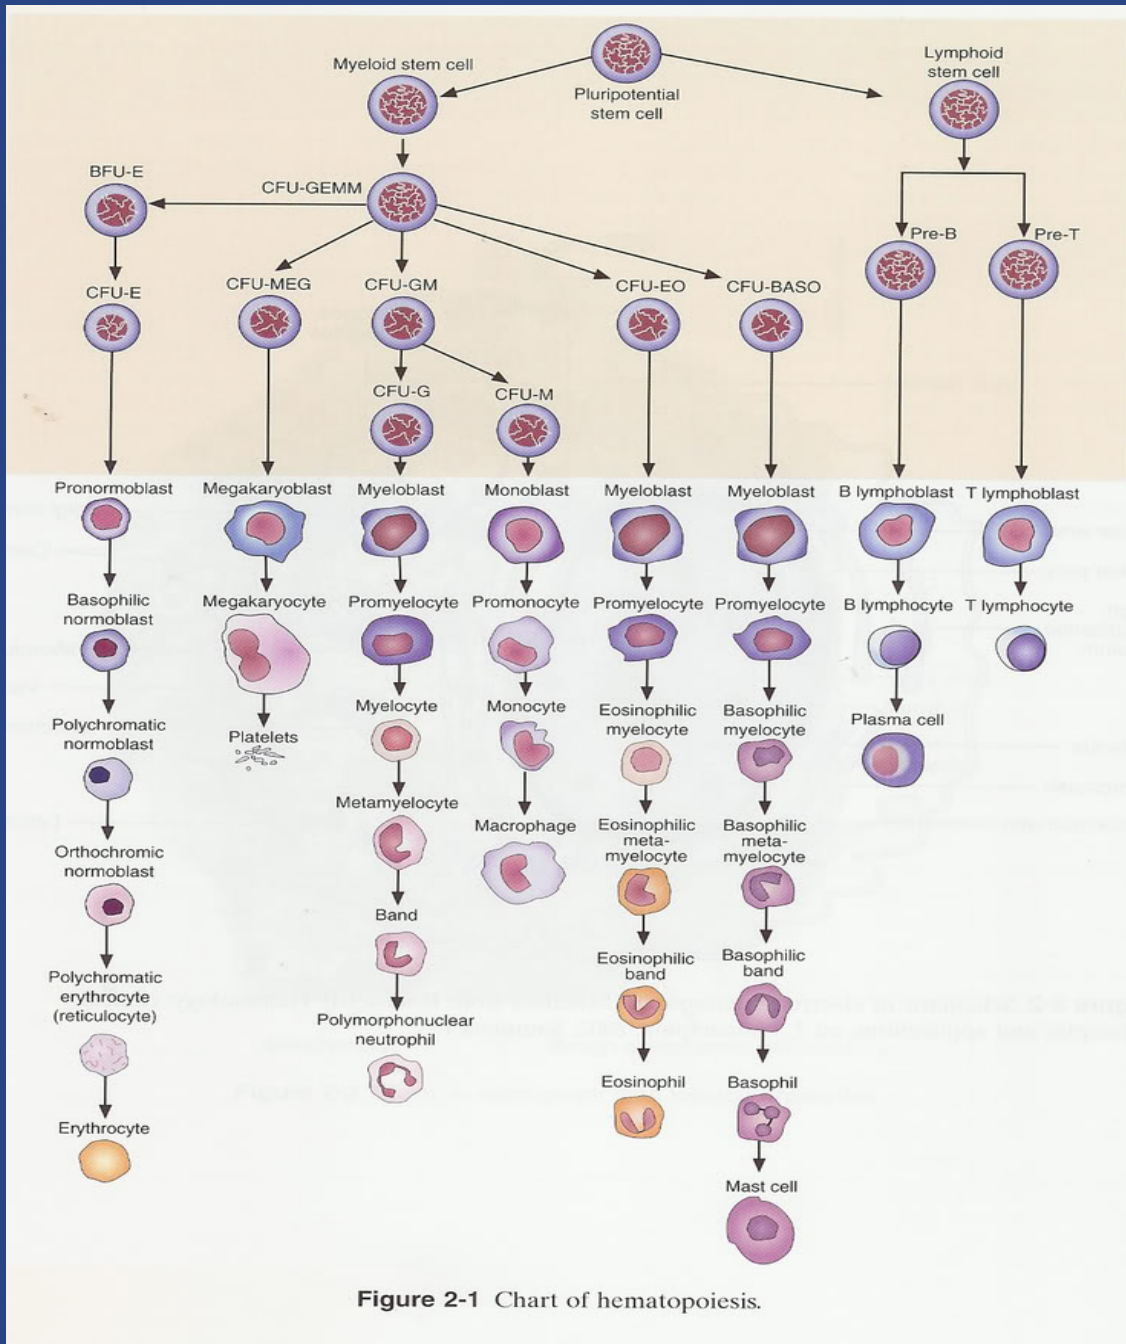 Myeloid stem cell
Pluripotential
stem cell
Lymphoid
stem cell
BFU-E
CFU-GEMM
Pre-B
Pre-T
CFU-E
CFU-MEG
CFU-GM
CFU-EO
CFU-BASO
CFU-G
CFU-M
Pronormoblast
Megakaryoblast
Myeloblast
Monoblast
Myeloblast
Myeloblast
B lymphoblast
T lymphoblast
Basophilic
normoblast
Megakaryocyte
Promyelocyte
Promonocyte
Promyelocyte
Promyelocyte
B lymphocyte
T lymphocyte
Polychromatic
normoblast
Platelets
Myelocyte
Monocyte
Eosinophilic
myelocyte
Basophilic
myelocyte
Plasma cell
Orthochromic
normoblast
Metamyelocyte
Macrophage
Eosinophilic
meta-
myelocyte
Basophilic
meta-
myelocyte
Polychromatic
erythrocyte
(reticulocyte)
Band
Eosinophilic
band
Basophilic
band
Erythrocyte
Polymorphonuclear
neutrophil
Eosinophil
Basophil
Mast cell
Figure 2-1 Chart of hematopoiesis.